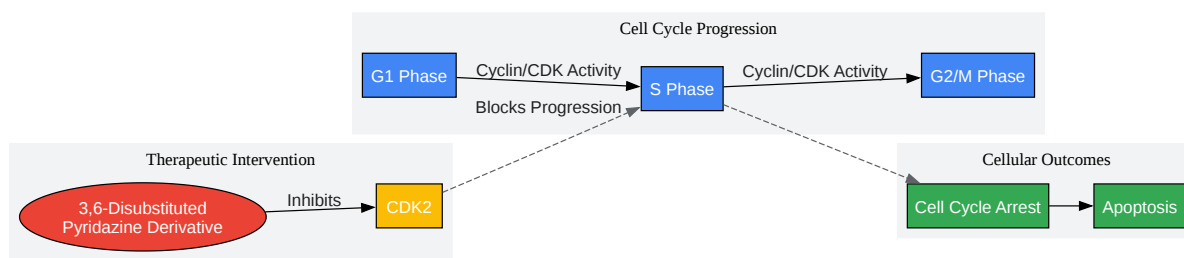 Cell Cycle Progression
G1 Phase
Cyclin/CDK Activity
S Phase
Cyclin/CDK Activity
G2/M Phase
Blocks Progression
Therapeutic Intervention
3,6-Disubstituted
Pyridazine Derivative
Inhibits
CDK2
Cellular Outcomes
Cell Cycle Arrest
Apoptosis